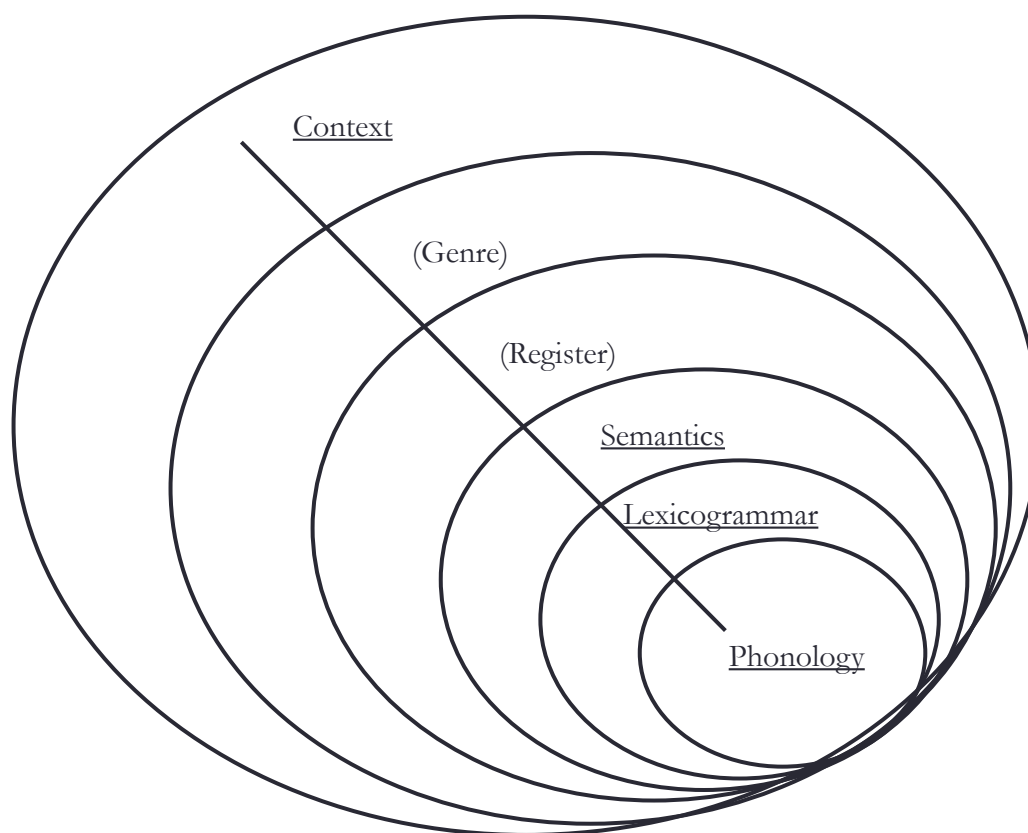 Context
(Genre)
(Register)
Semantics
Lexicogrammar
Phonology